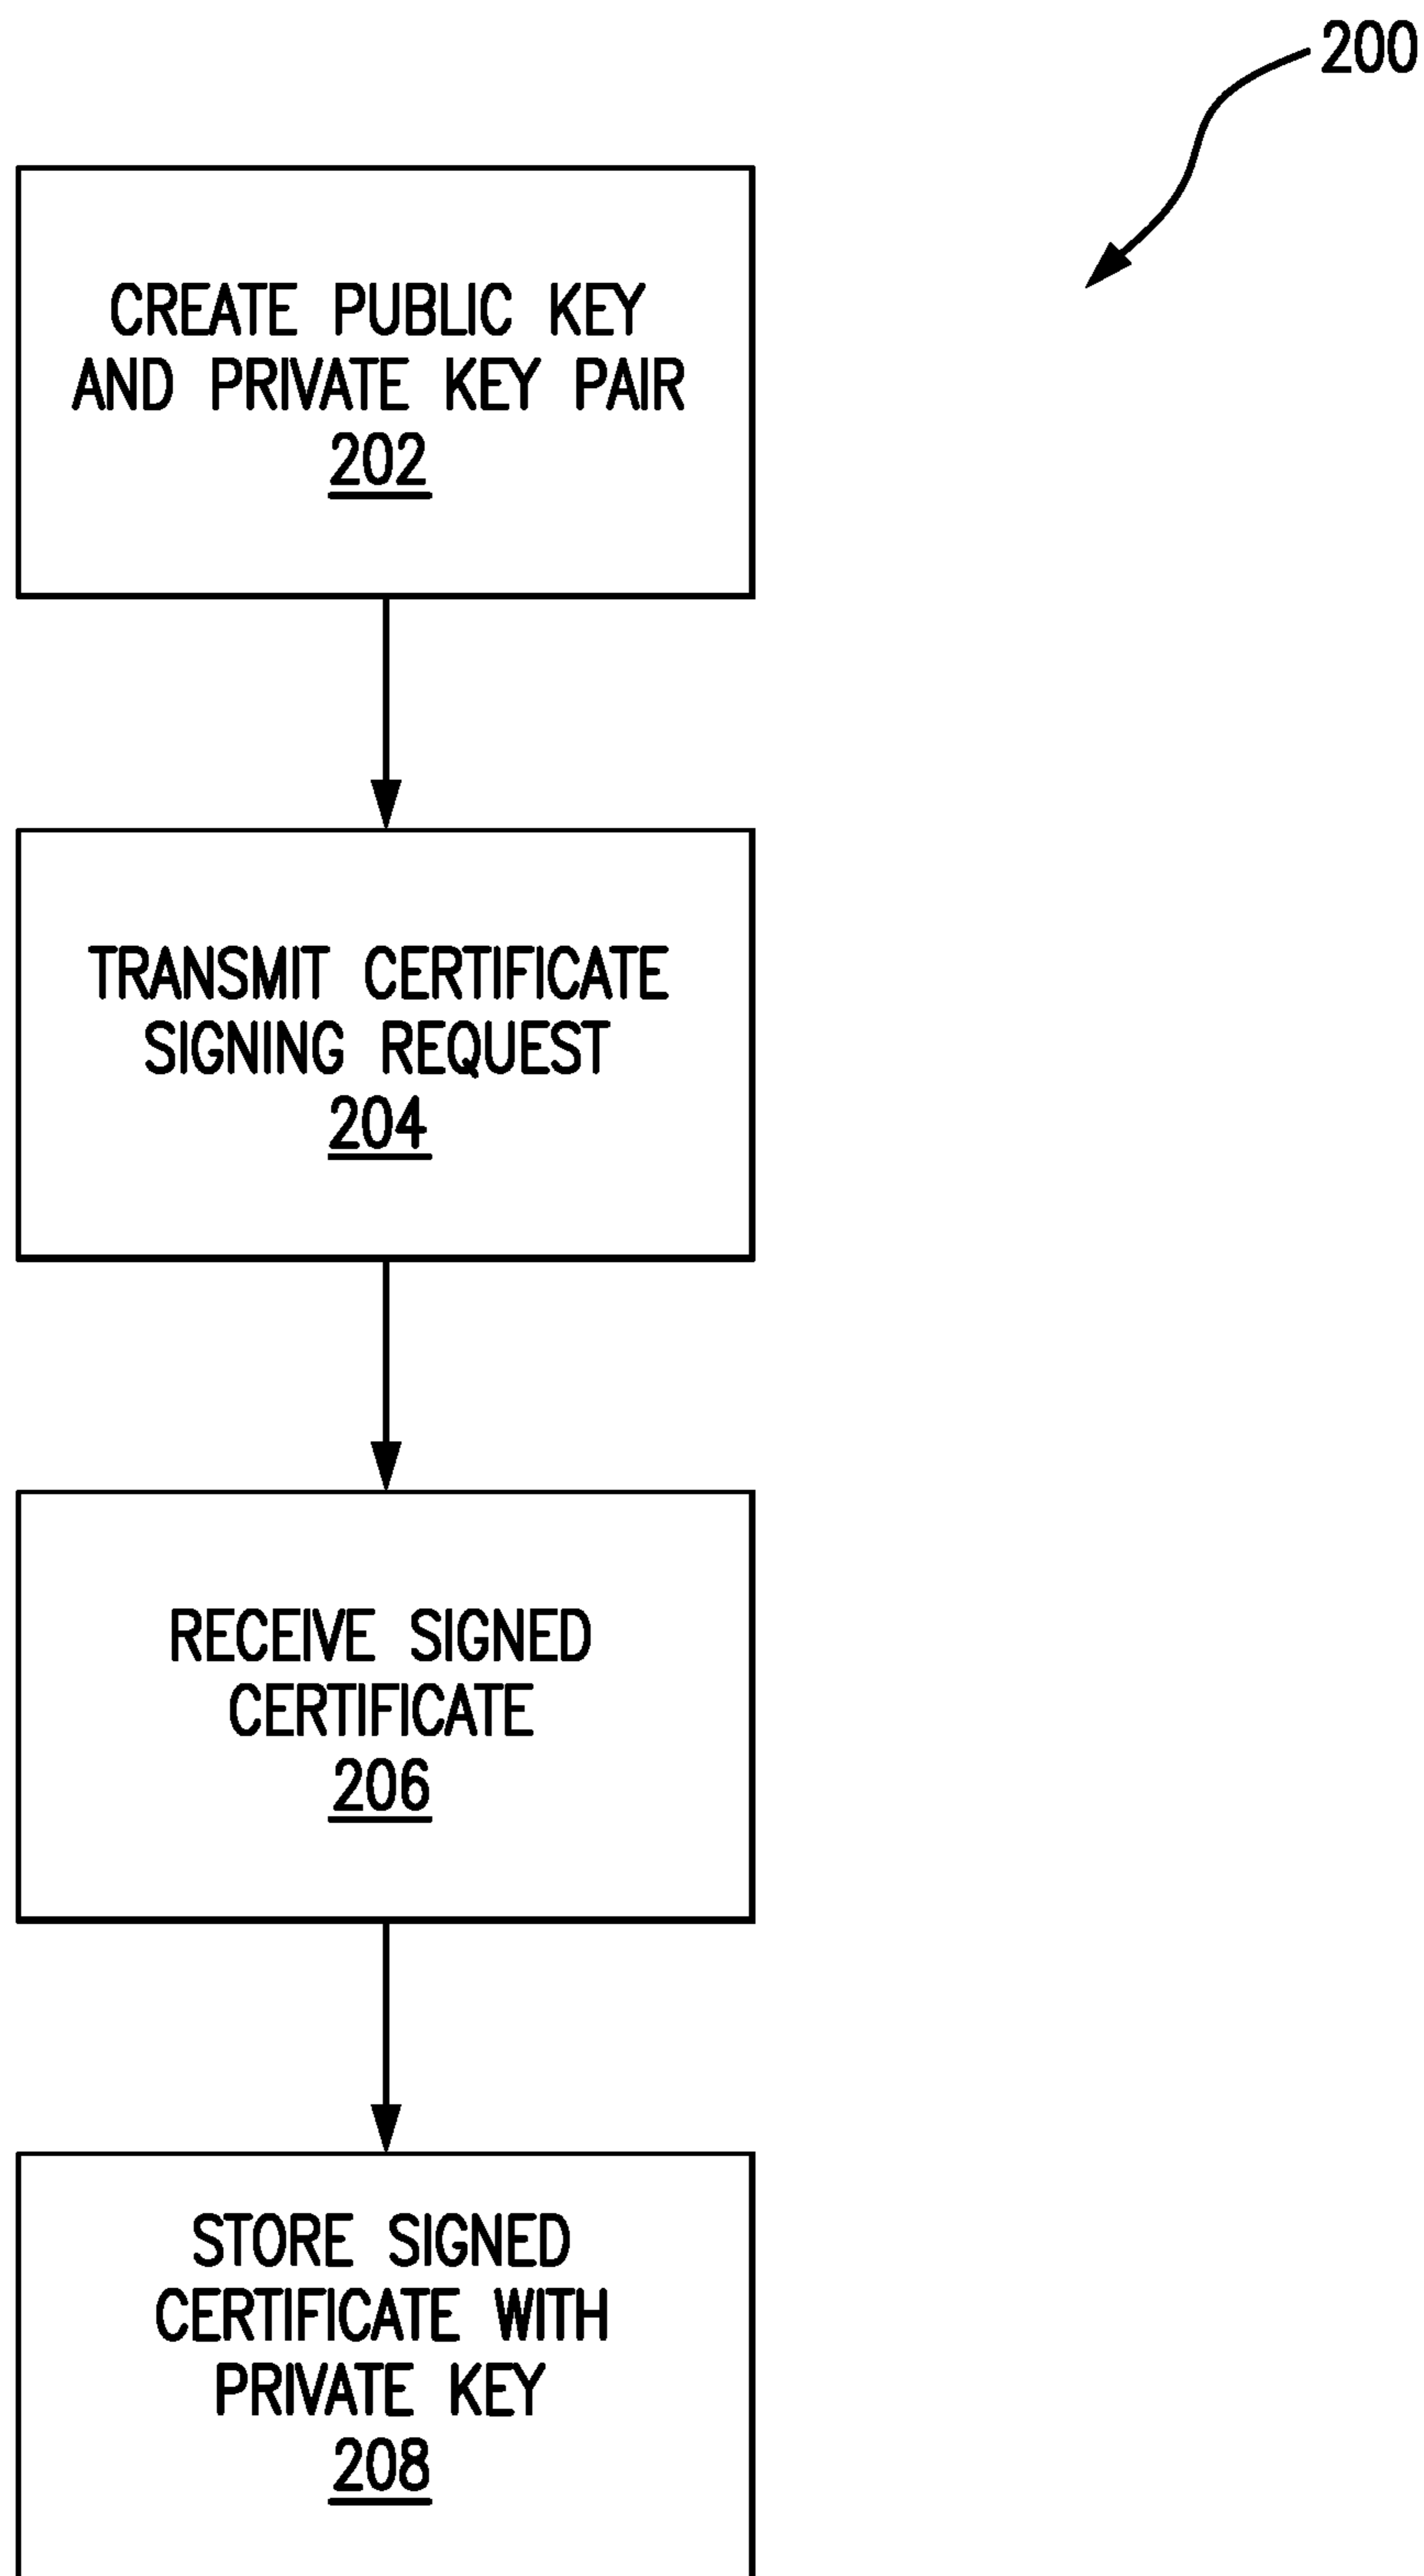 200
CREATE PUBLIC KEY
AND PRIVATE KEY PAIR
202
TRANSMIT CERTIFICATE
SIGNING REQUEST
204
RECEIVE SIGNED
CERTIFICATE
206
STORE SIGNED
CERTIFICATE WITH
PRIVATE KEY
208